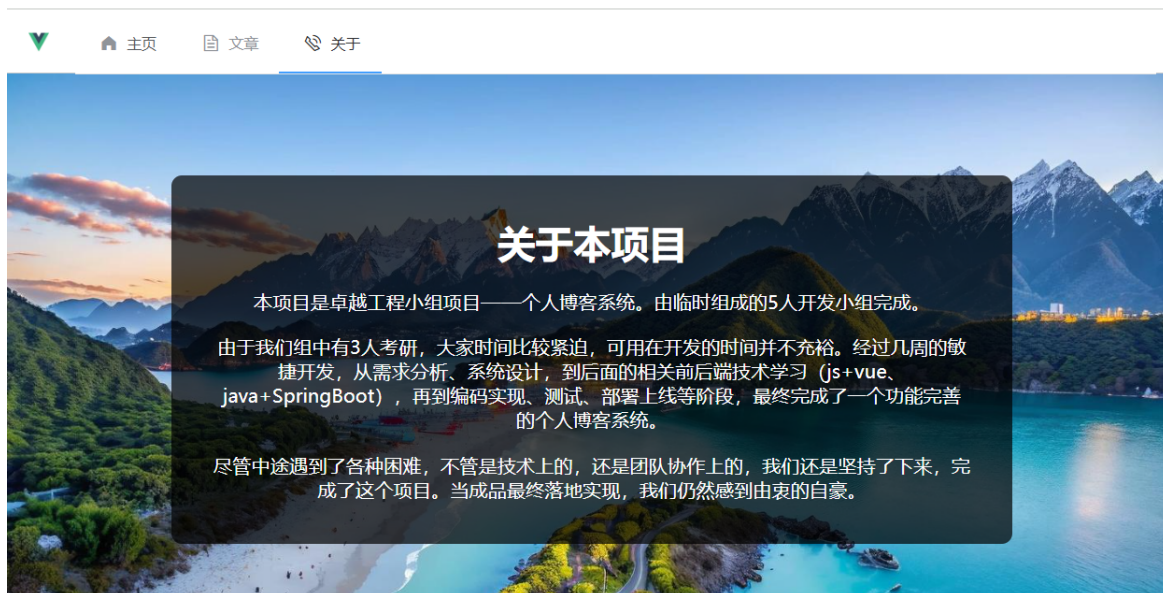 主页
文章
关于
关于本项目
本项目是卓越工程小组项目——个人博客系统。由临时组成的5人开发小组完成。
由于我们组中有3人考研，大家时间比较紧迫，可用在开发的时间并不充裕。经过几周的敏
捷开发，从需求分析、系统设计，到后面的相关前后端技术学习（js+vue、
java+SpringBoot），再到编码实现、测试、部署上线等阶段，最终完成了一个功能完善
的个人博客系统。
尽管中途遇到了各种困难，不管是技术上的，还是团队协作上的，我们还是坚持了下来，完
成了这个项目。当成品最终落地实现，我们仍然感到由衷的自豪。